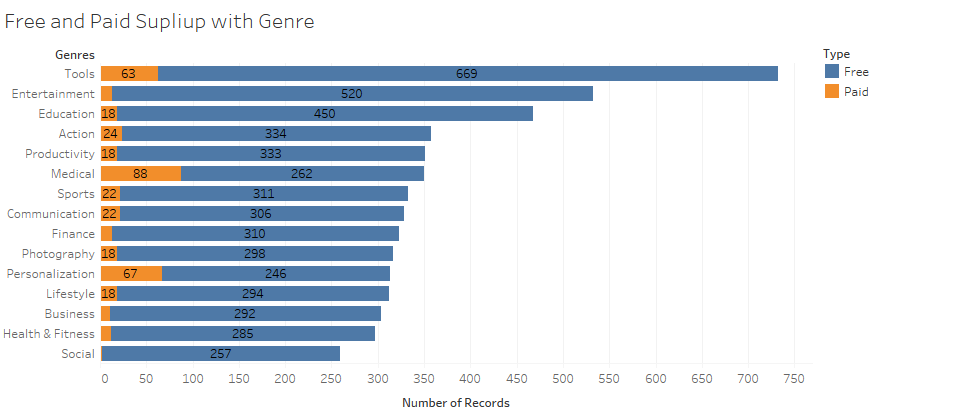 Free and Paid Supliup with Genre
Genres
Tools 63 669
Entertainment 520
Education 18 450
Action 24 334
Productivity 18 333
Medical 88 262
Sports 22 311
Communication 22 306
Finance 310
Photography 18 298
Personalization 67 246
Lifestyle 18 294
Business 292
Health & Fitness 285
Social 257
0 50 100 150 200 250 300 350 400 450 500 550 600 650 700 750
Number of Records
Type
Free
Paid